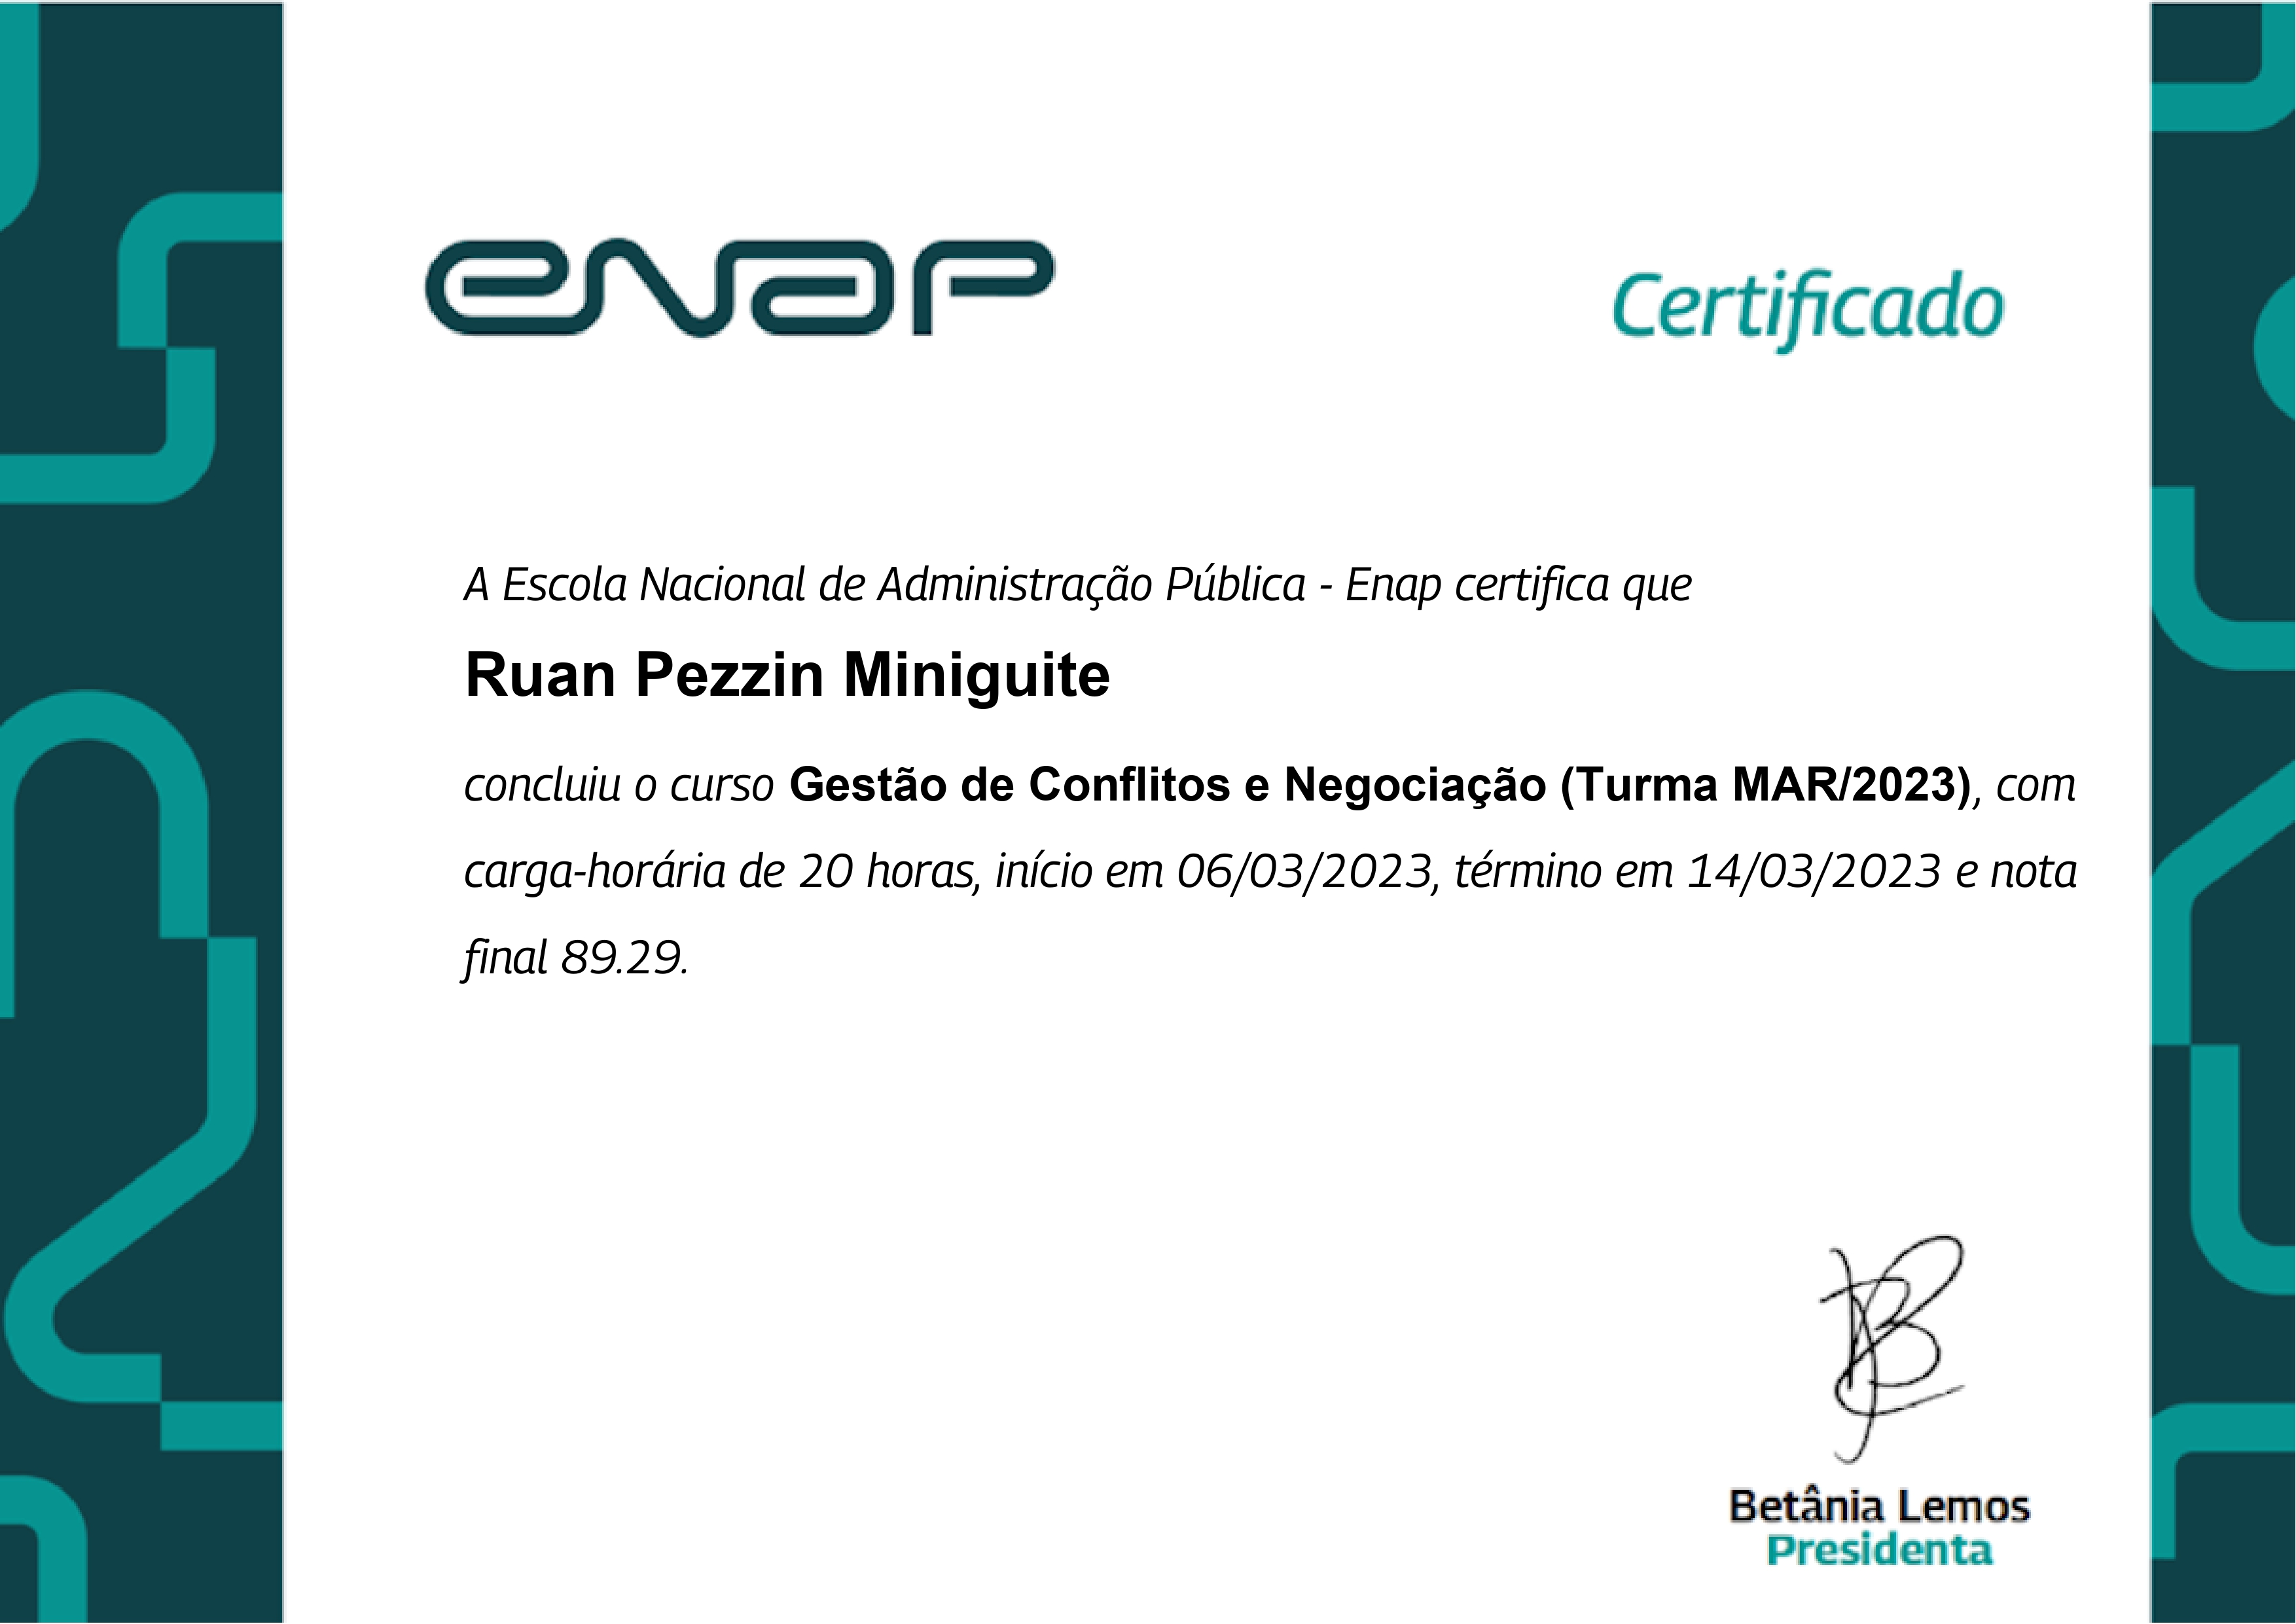 enap
Certificado
A Escola Nacional de Administração Pública - Enap certifica que
Ruan Pezzin Miniguite
concluiu o curso Gestão de Conflitos e Negociação (Turma MAR/2023), com
carga-horária de 20 horas, início em 06/03/2023, término em 14/03/2023 e nota
final 89.29.
Betânia Lemos
Presidenta